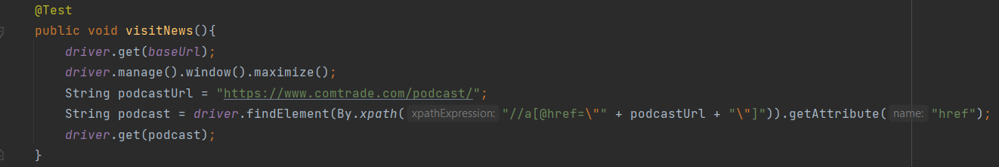 @Test
public void visitNews(){
driver.get(baseUrl);
driver.manage().window().maximize();
String podcastUrl = "https://www.comtrade.com/podcast/";
String podcast = driver.findElement(By.xpath( xpathExpression: "//a[@href=\"" + podcastUrl + "\"]")).getAttribute( name: "href");
driver.get(podcast);
}